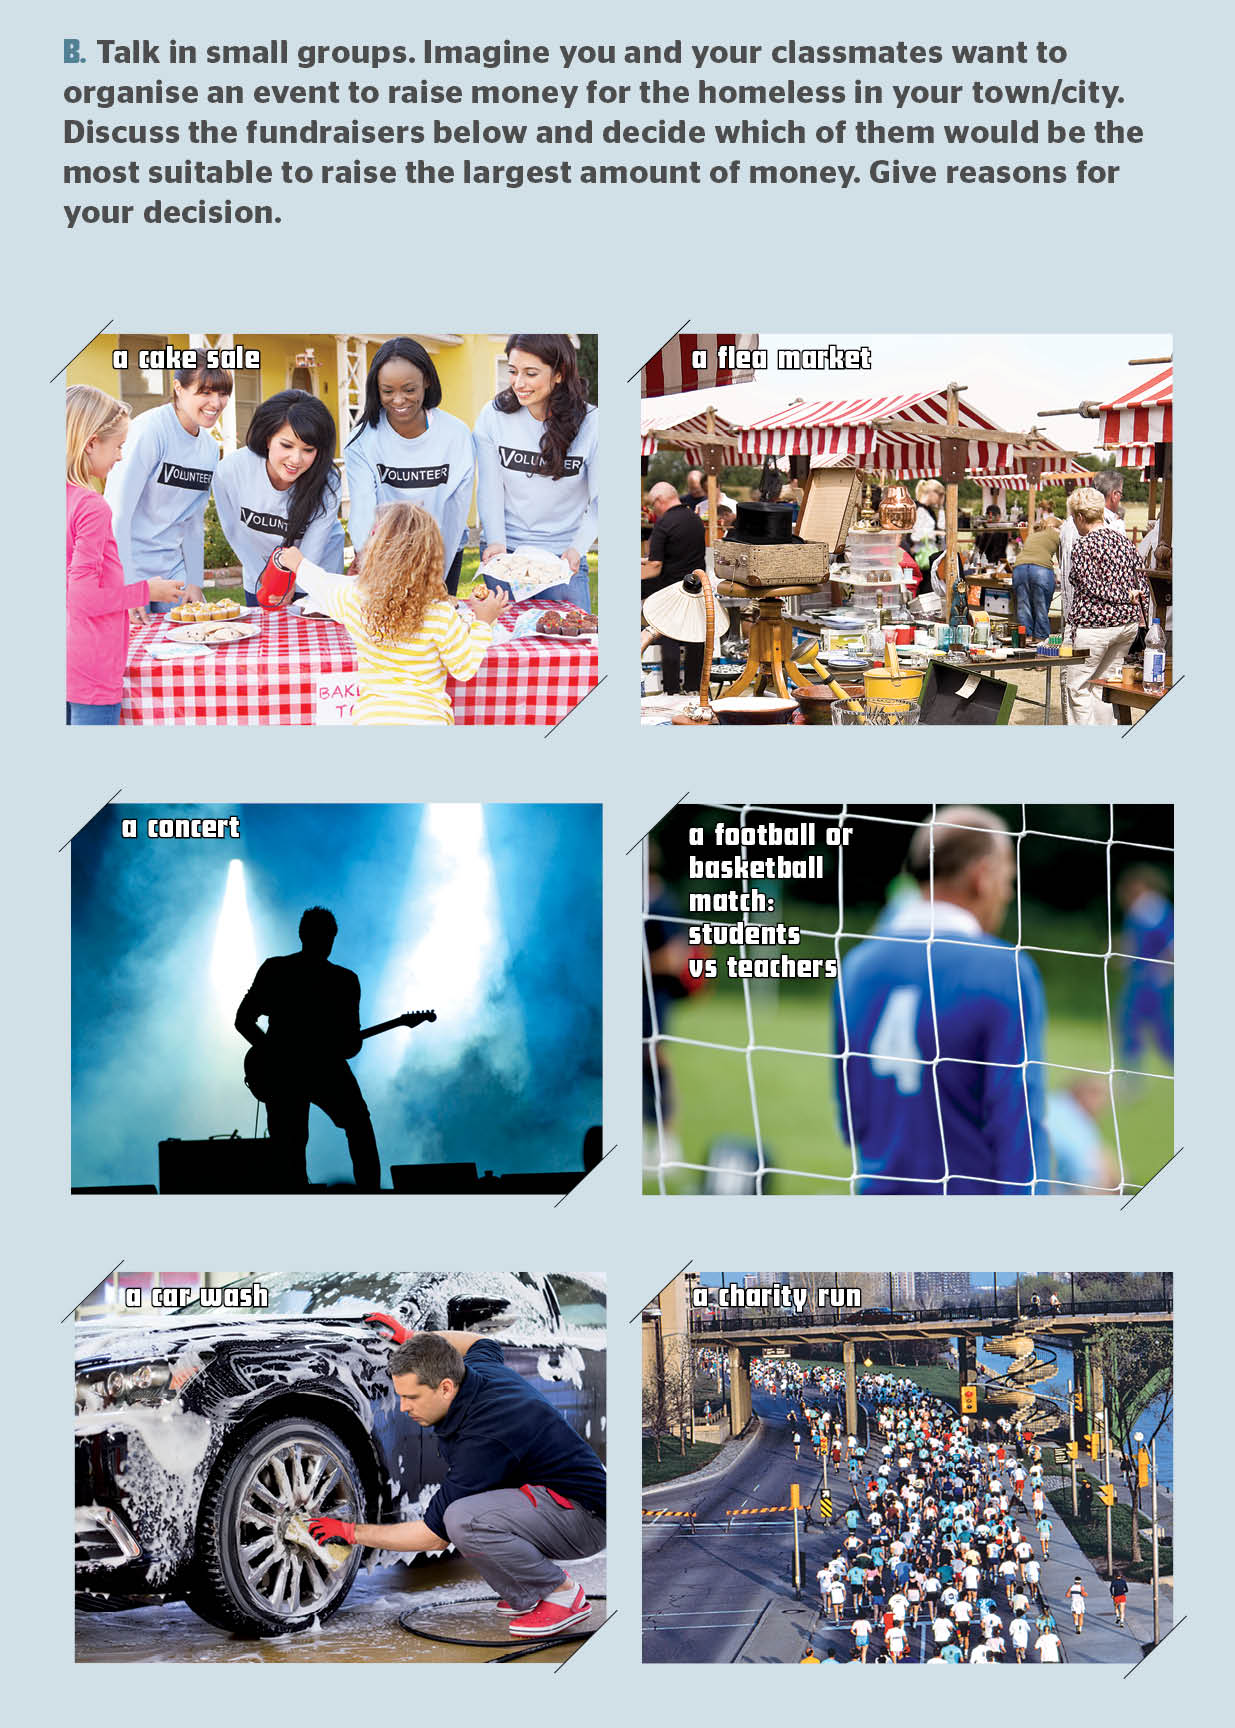 B. Talk in small groups. Imagine you and your classmates want to
organise an event to raise money for the homeless in your town/city.
Discuss the fundraisers below and decide which of them would be the
most suitable to raise the largest amount of money. Give reasons for
your decision.
a cake sale
VOLUNTEER
VOLUNTEER
VOLUNTEER
BAKE
a flea market
a concert
a football or
basketball
match:
students
vs teachers
4
a car wash
a charity run